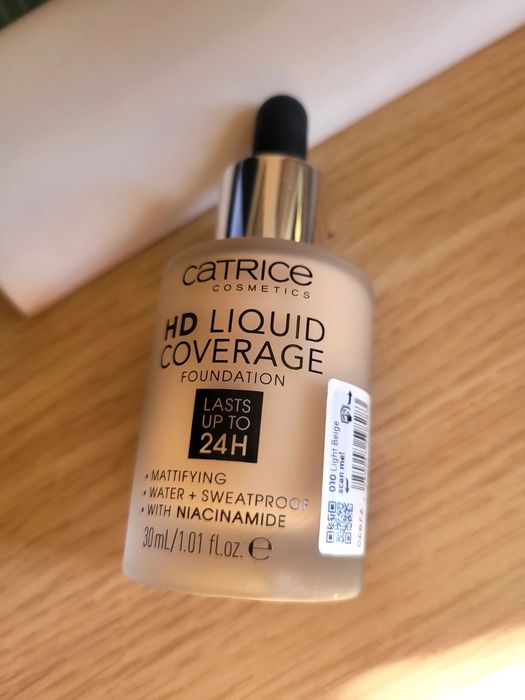 CATRICE
COSMETICS
HD LIQUID
COVERAGE
FOUNDATION
LASTS
UP TO
24H
• MATTIFYING
• WATER + SWEATPROOF
• WITH NIACINAMIDE
30mL/1.01 fl.oz. e
010 Light Beige
scan me!